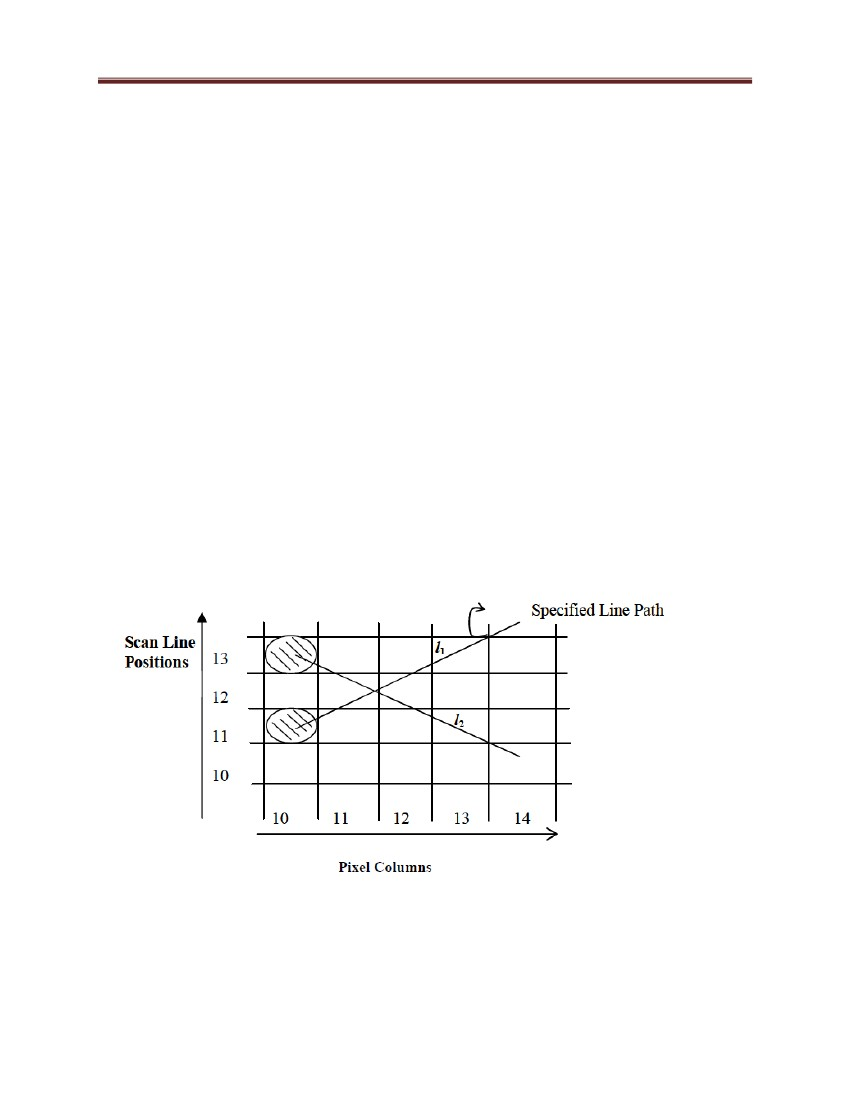 Specified Line Path
Scan Line
Positions
13
12
11
10
l1
l2
10 11 12 13 14
Pixel Columns